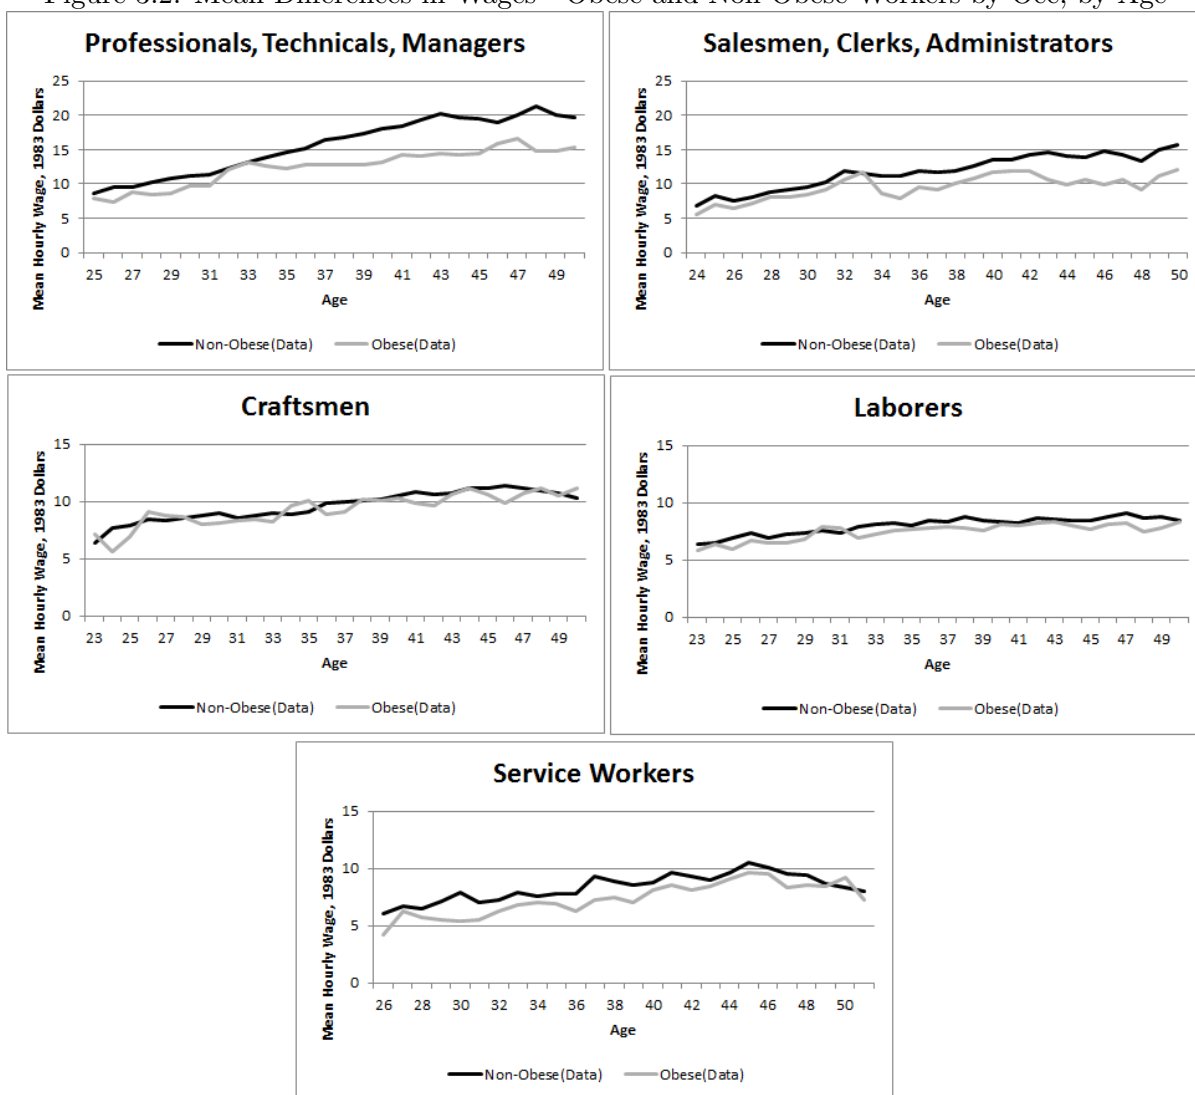 Figure 3.2: Mean Differences in Wages - Obese and Non-Obese Workers by Occ, by Age
Professionals, Technicals, Managers
Mean Hourly Wage, 1983 Dollars
25
20
15
10
5
0
25 27 29 31 33 35 37 39 41 43 45 47 49
Age
Non-Obese(Data) Obese(Data)
Salesmen, Clerks, Administrators
Mean Hourly Wage, 1983 Dollars
25
20
15
10
5
0
24 26 28 30 32 34 36 38 40 42 44 46 48 50
Age
Non-Obese(Data) Obese(Data)
Craftsmen
Mean Hourly Wage, 1983 Dollars
15
10
5
0
23 25 27 29 31 33 35 37 39 41 43 45 47 49
Age
Non-Obese(Data) Obese(Data)
Laborers
Mean Hourly Wage, 1983 Dollars
15
10
5
0
23 25 27 29 31 33 35 37 39 41 43 45 47 49
Age
Non-Obese(Data) Obese(Data)
Service Workers
Mean Hourly Wage, 1983 Dollars
15
10
5
0
26 28 30 32 34 36 38 40 42 44 46 48 50
Age
Non-Obese(Data) Obese(Data)